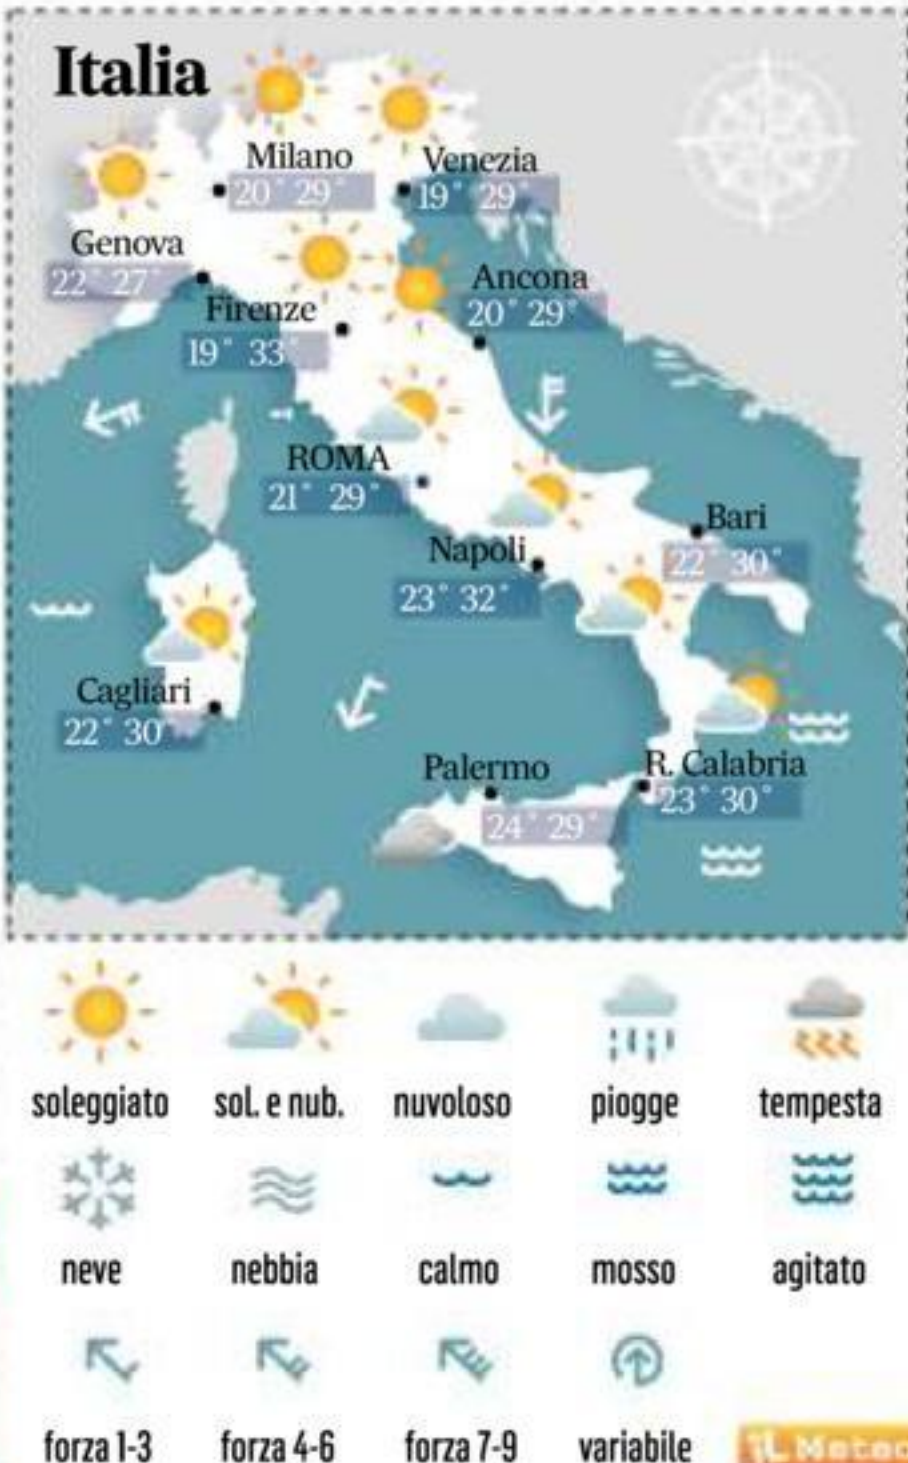 Italia
Milano
20° 29°
Venezia
19° 29°
Genova
22° 27°
Firenze
19° 33°
Ancona
20° 29°
ROMA
21° 29°
Napoli
23° 32°
Bari
22° 30°
Cagliari
22° 30°
Palermo
24° 29°
R. Calabria
23° 30°
soleggiato sol. e nub. nuvoloso piogge tempesta
neve nebbia calmo mosso agitato
forza 1-3 forza 4-6 forza 7-9 variabile
iL Meteo